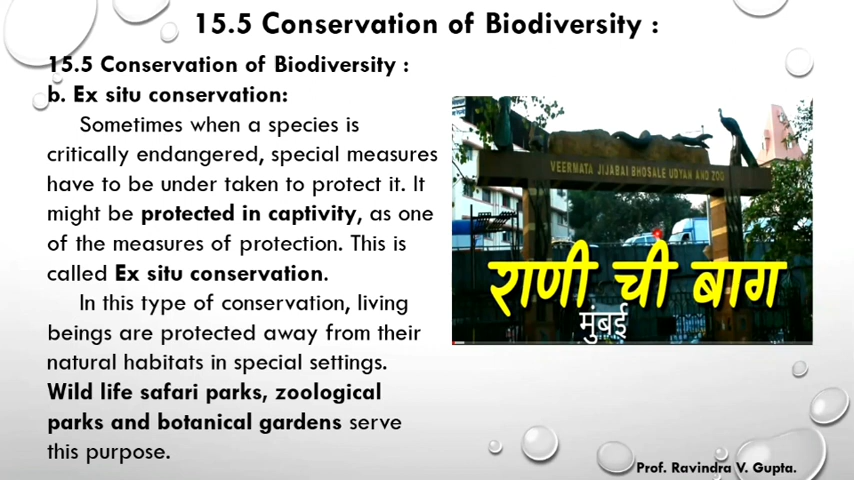 15.5 Conservation of Biodiversity :
15.5 Conservation of Biodiversity :
b. Ex situ conservation:
Sometimes when a species is
critically endangered, special measures
have to be under taken to protect it. It
might be protected in captivity, as one
of the measures of protection. This is
called Ex situ conservation.
In this type of conservation, living
beings are protected away from their
natural habitats in special settings.
Wild life safari parks, zoological
parks and botanical gardens serve
this purpose.
VEERMATA JIJABAI BHOSALE UDYAN AND ZOO
राणी ची बाग
मुंबई
Prof. Ravindra V. Gupta.